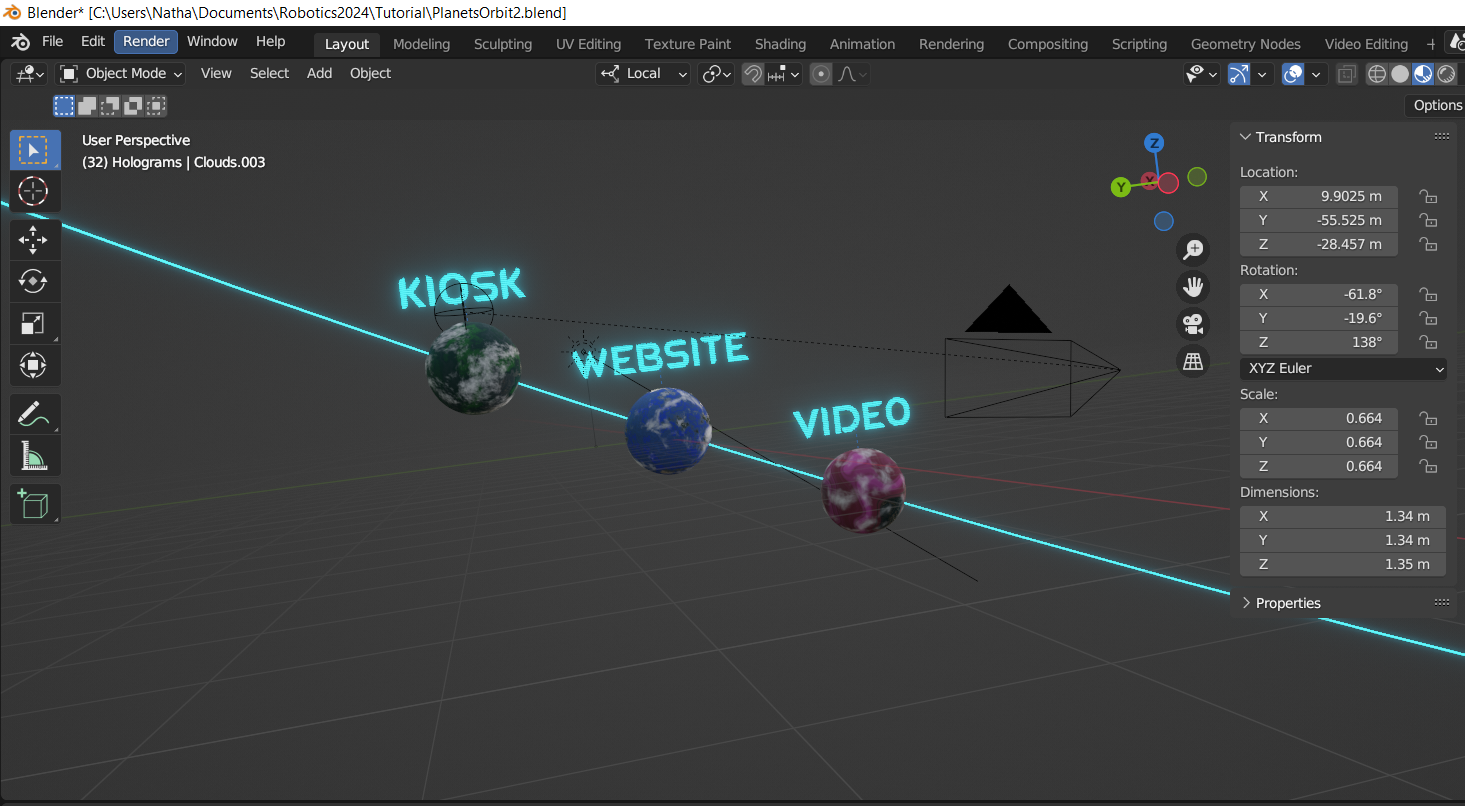 Blender* [C:\Users\Natha\Documents\Robotics2024\Tutorial\PlanetsOrbit2.blend]
File Edit Render Window Help Layout Modeling Sculpting UV Editing Texture Paint Shading Animation Rendering Compositing Scripting Geometry Nodes Video Editing +
Object Mode View Select Add Object Local
Options
User Perspective
(32) Holograms | Clouds.003
Z
Y
X
KIOSK
WEBSITE
VIDEO
Transform
Location:
X 9.9025 m
Y -55.525 m
Z -28.457 m
Rotation:
X -61.8°
Y -19.6°
Z 138°
XYZ Euler
Scale:
X 0.664
Y 0.664
Z 0.664
Dimensions:
X 1.34 m
Y 1.34 m
Z 1.35 m
Properties